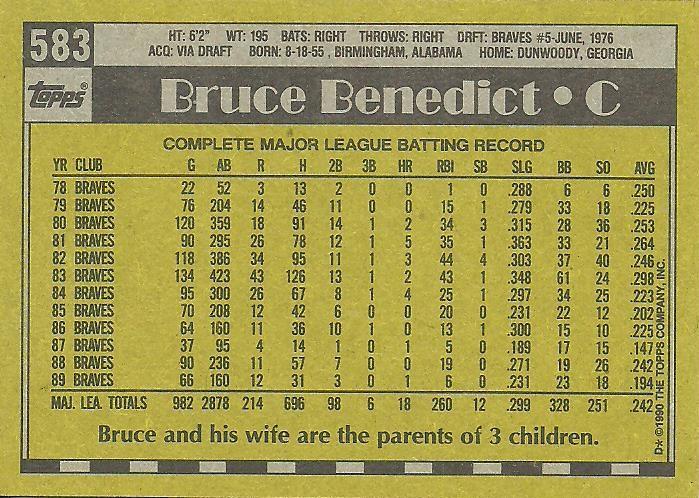 583
HT: 6'2" WT: 195 BATS: RIGHT THROWS: RIGHT DRFT: BRAVES #5-JUNE, 1976
ACQ: VIA DRAFT BORN: 8-18-55 , BIRMINGHAM, ALABAMA HOME: DUNWOODY, GEORGIA
Topps®
Bruce Benedict • C
COMPLETE MAJOR LEAGUE BATTING RECORD
YR CLUB G AB R H 2B 3B HR RBI SB SLG BB SO AVG
78 BRAVES 22 52 3 13 2 0 0 1 0 .288 6 6 .250
79 BRAVES 76 204 14 46 11 0 0 15 1 .279 33 18 .225
80 BRAVES 120 359 18 91 14 1 2 34 3 .315 28 36 .253
81 BRAVES 90 295 26 78 12 1 5 35 1 .363 33 21 .264
82 BRAVES 118 386 34 95 11 1 3 44 4 .303 37 40 .246
83 BRAVES 134 423 43 126 13 1 2 43 1 .348 61 24 .298
84 BRAVES 95 300 26 67 8 1 4 25 1 .297 34 25 .223
85 BRAVES 70 208 12 42 6 0 0 20 0 .231 22 12 .202
86 BRAVES 64 160 11 36 10 1 0 13 1 .300 15 10 .225
87 BRAVES 37 95 4 14 1 0 1 5 0 .189 17 15 .147
88 BRAVES 90 236 11 57 7 0 0 19 0 .271 19 26 .242
89 BRAVES 66 160 12 31 3 0 1 6 0 .231 23 18 .194
MAJ. LEA. TOTALS 982 2878 214 696 98 6 18 260 12 .299 328 251 .242
Bruce and his wife are the parents of 3 children.
D* ©1990 THE TOPPS COMPANY, INC.